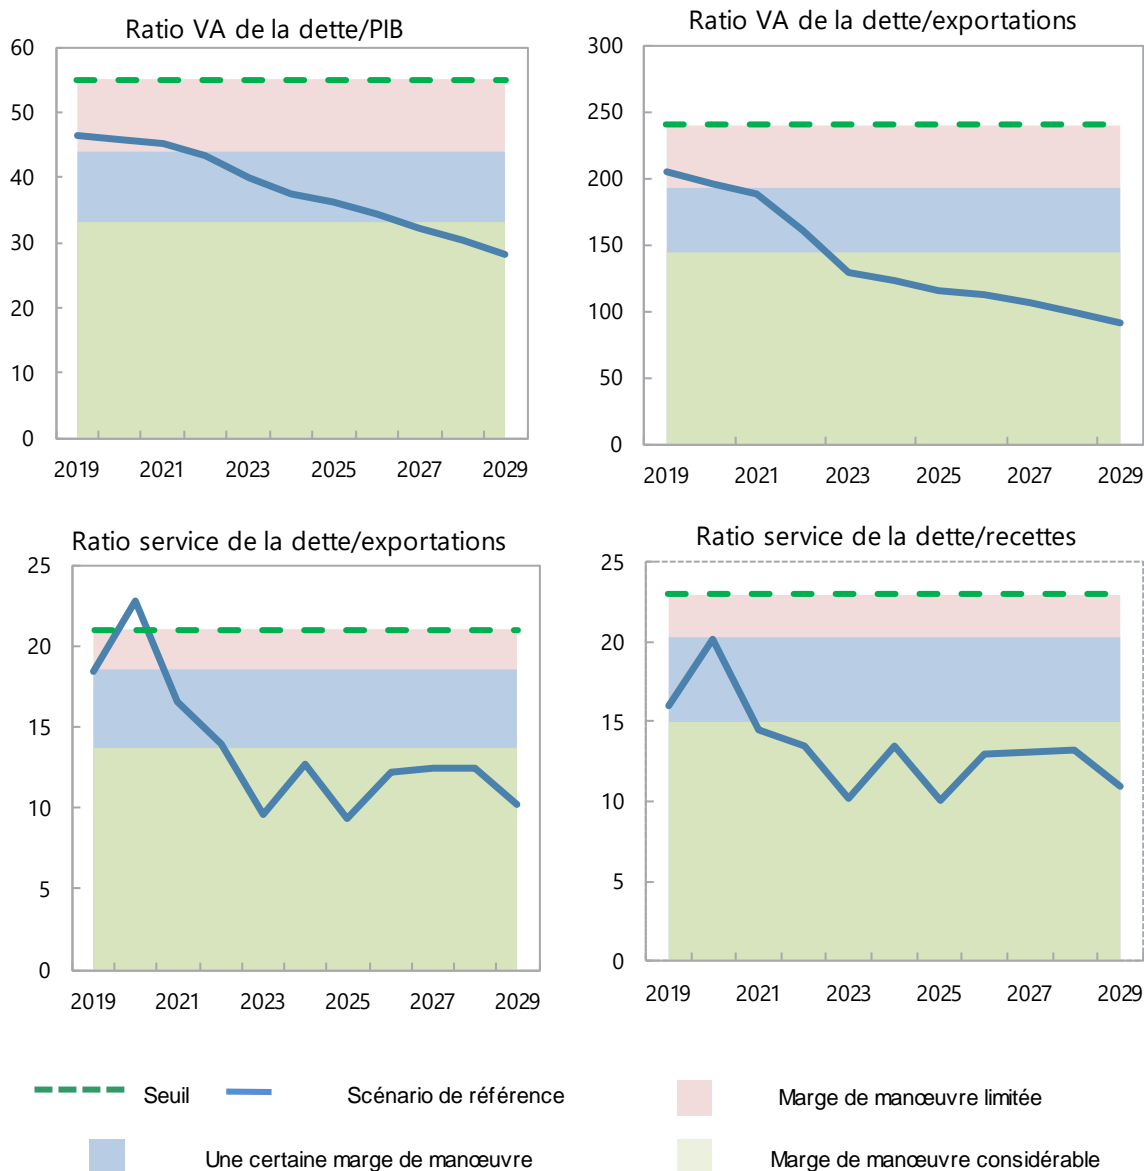 Ratio VA de la dette/PIB
60
50
40
30
20
10
0
2019 2021 2023 2025 2027 2029
Ratio VA de la dette/exportations
300
250
200
150
100
50
0
2019 2021 2023 2025 2027 2029
Ratio service de la dette/exportations
25
20
15
10
5
0
2019 2021 2023 2025 2027 2029
Ratio service de la dette/recettes
25
20
15
10
5
0
2019 2021 2023 2025 2027 2029
Seuil
Scénario de référence
Marge de manœuvre limitée
Une certaine marge de manœuvre
Marge de manœuvre considérable